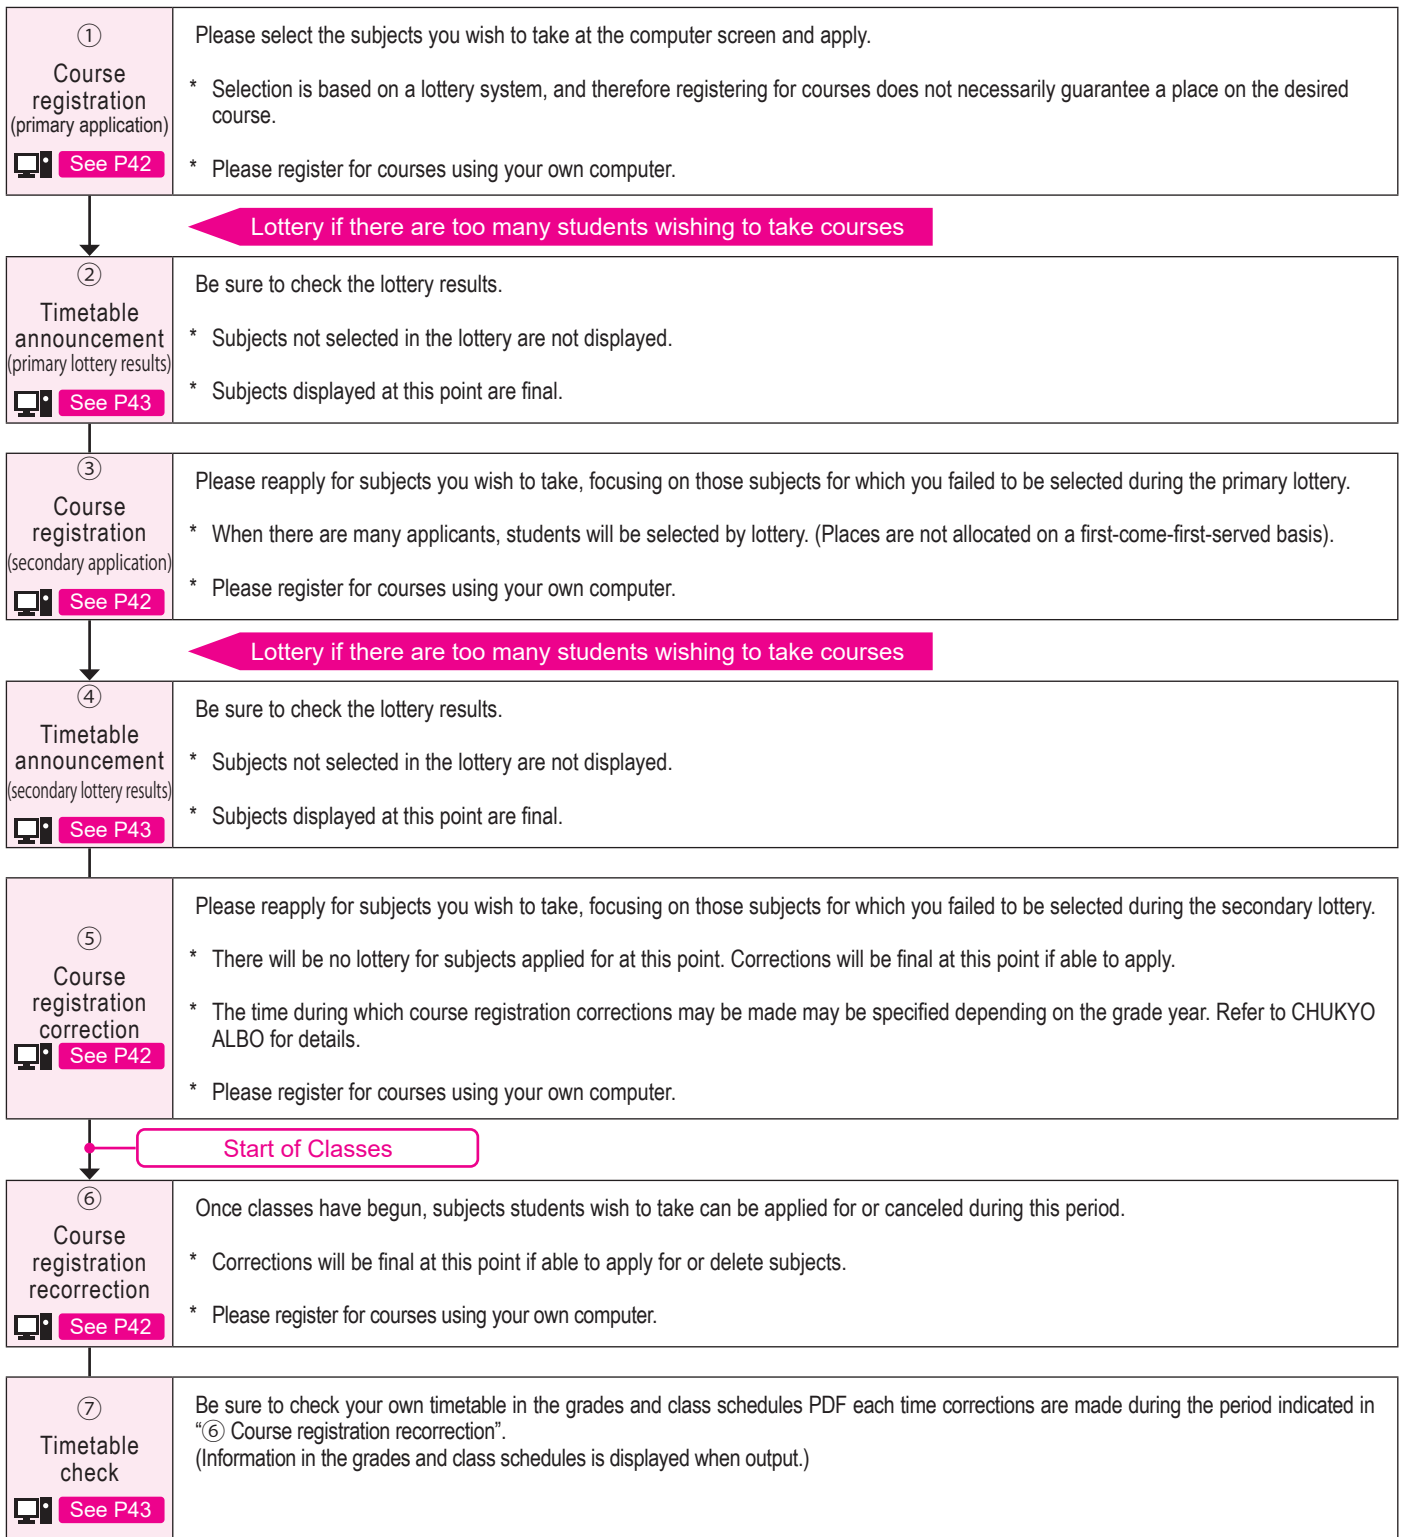 ①
Course
registration
(primary application)
See P42
Please select the subjects you wish to take at the computer screen and apply.
* Selection is based on a lottery system, and therefore registering for courses does not necessarily guarantee a place on the desired
course.
* Please register for courses using your own computer.
Lottery if there are too many students wishing to take courses
②
Timetable
announcement
(primary lottery results)
See P43
Be sure to check the lottery results.
* Subjects not selected in the lottery are not displayed.
* Subjects displayed at this point are final.
③
Course
registration
(secondary application)
See P42
Please reapply for subjects you wish to take, focusing on those subjects for which you failed to be selected during the primary lottery.
* When there are many applicants, students will be selected by lottery. (Places are not allocated on a first-come-first-served basis).
* Please register for courses using your own computer.
Lottery if there are too many students wishing to take courses
④
Timetable
announcement
(secondary lottery results)
See P43
Be sure to check the lottery results.
* Subjects not selected in the lottery are not displayed.
* Subjects displayed at this point are final.
⑤
Course
registration
correction
See P42
Please reapply for subjects you wish to take, focusing on those subjects for which you failed to be selected during the secondary lottery.
* There will be no lottery for subjects applied for at this point. Corrections will be final at this point if able to apply.
* The time during which course registration corrections may be made may be specified depending on the grade year. Refer to CHUKYO
ALBO for details.
* Please register for courses using your own computer.
Start of Classes
⑥
Course
registration
recorrection
See P42
Once classes have begun, subjects students wish to take can be applied for or canceled during this period.
* Corrections will be final at this point if able to apply for or delete subjects.
* Please register for courses using your own computer.
⑦
Timetable
check
See P43
Be sure to check your own timetable in the grades and class schedules PDF each time corrections are made during the period indicated in
“⑥ Course registration recorrection”.
(Information in the grades and class schedules is displayed when output.)